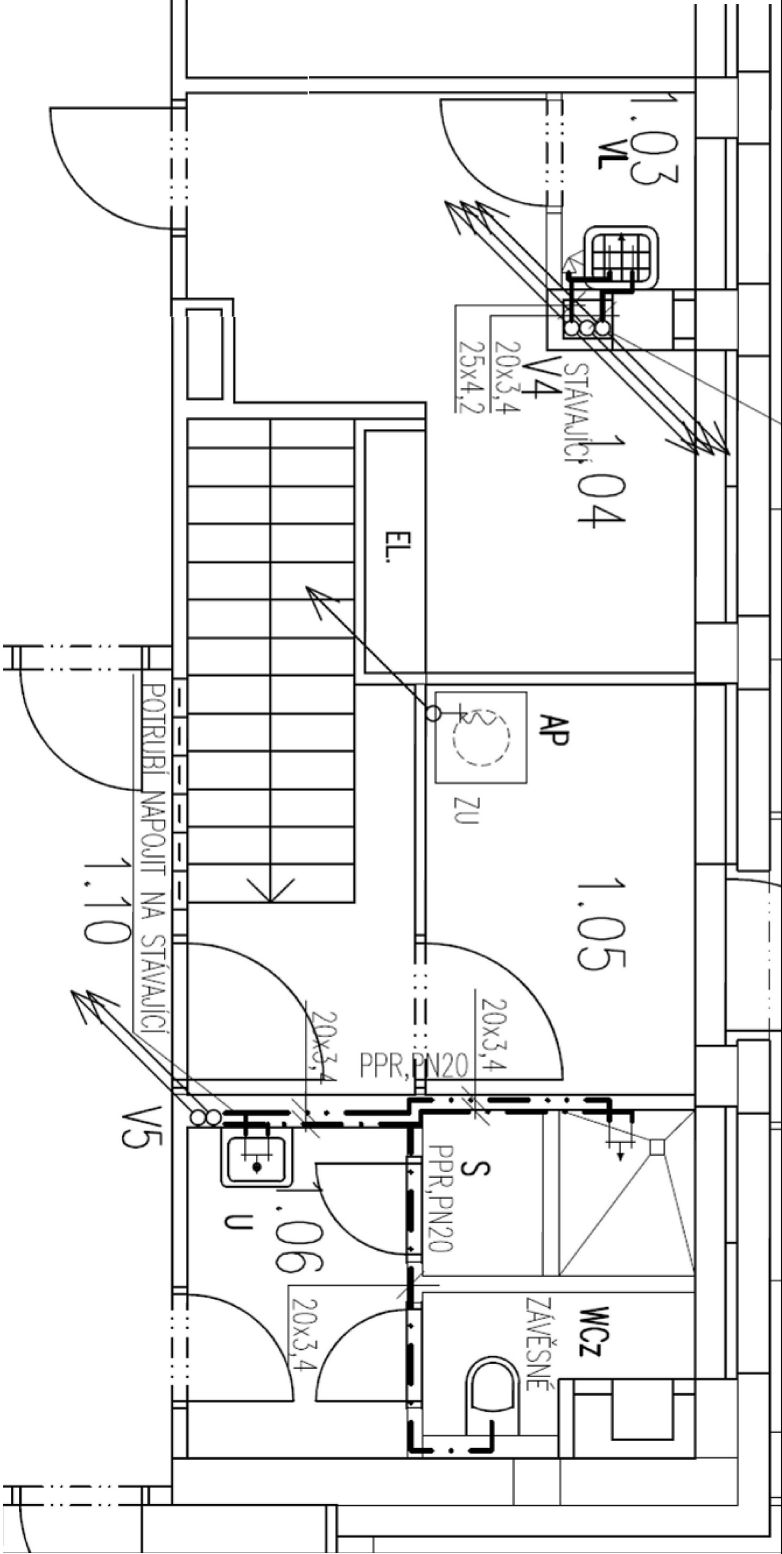 1.03
VL
20x3,4
25x4,2
V4
STÁVAJÍCÍ
1.04
EL.
AP
ZU
1.05
POTRUBÍ NAPOJIT NA STÁVAJÍCÍ
1.10
20x3,4
PPR,PN20
20x3,4
V5
S
PPR,PN20
U
1.06
20x3,4
WCz
ZÁVĚSNÉ